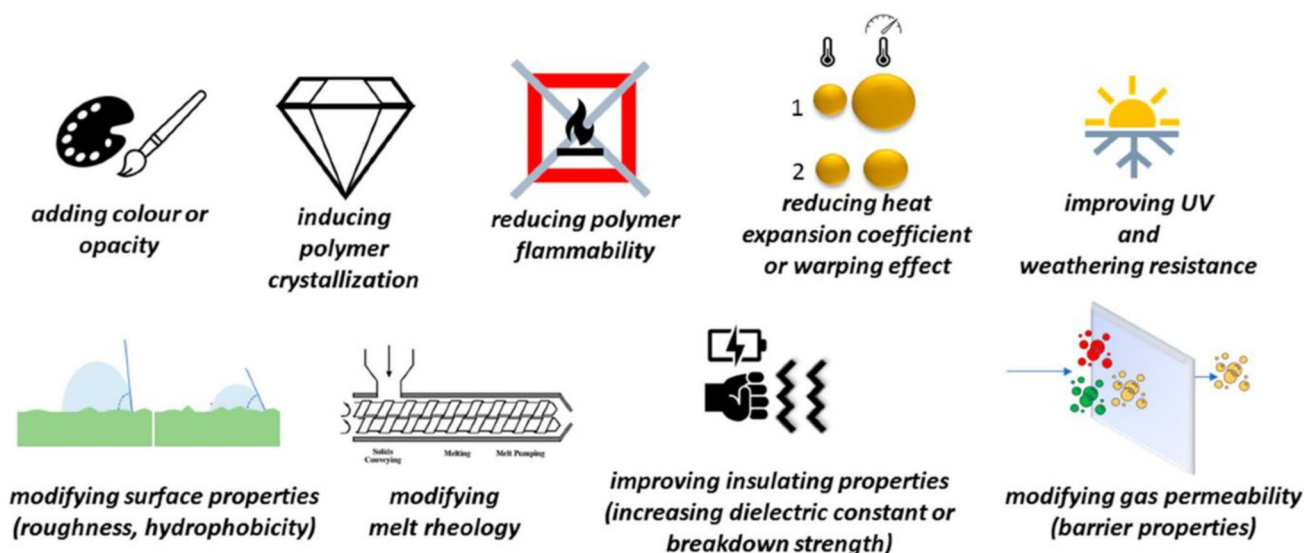 adding colour or
opacity
inducing
polymer
crystallization
reducing polymer
flammability
1
2
reducing heat
expansion coefficient
or warping effect
improving UV
and
weathering resistance
modifying surface properties
(roughness, hydrophobicity)
Solids
Conveying
Melting
Melt Pumping
modifying
melt rheology
improving insulating properties
(increasing dielectric constant or
breakdown strength)
modifying gas permeability
(barrier properties)